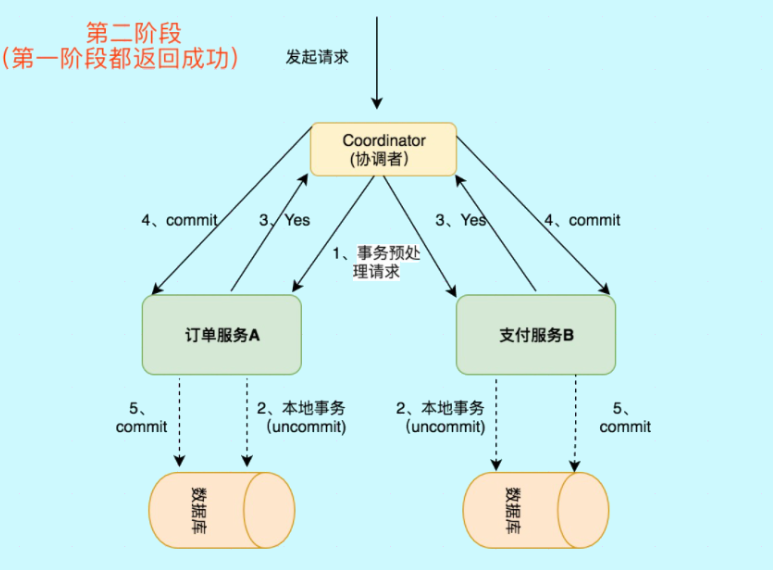 第二阶段
(第一阶段都返回成功)
发起请求
Coordinator
(协调者)
4、commit
3、Yes
3、Yes
4、commit
1、事务预处
理请求
订单服务A
支付服务B
5、
commit
2、本地事务
(uncommit)
2、本地事务
(uncommit)
5、
commit
数据库
数据库